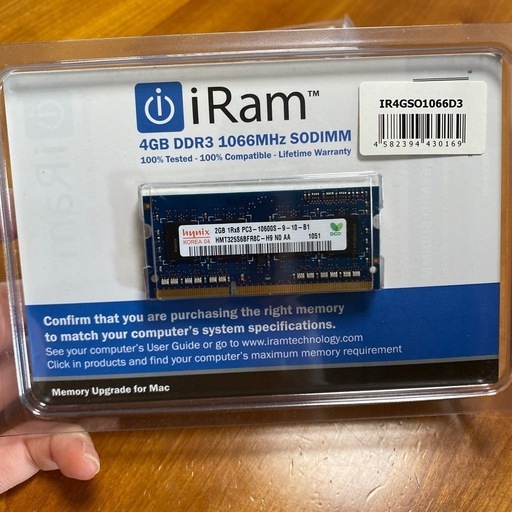 iRam™
IR4GSO1066D3
4 582394 430169
4GB DDR3 1066MHz SODIMM
100% Tested - 100% Compatible - Lifetime Warranty
hynix
KOREA 04
2GB 1Rx8 PC3-10600S-9-10-B1
HMT325S6BFR8C-H9 N0 AA 1051
Confirm that you are purchasing the right memory
to match your computer's system specifications.
See your computer's User Guide or go to www.iramtechnology.com
Click in products and find your computer's maximum memory requirement
Memory Upgrade for Mac